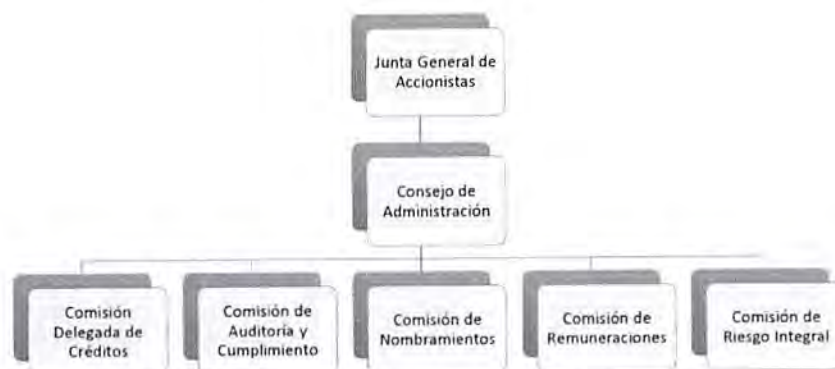 Junta General de
Accionistas
Consejo de
Administración
Comisión
Delegada de
Créditos
Comisión de
Auditoría y
Cumplimiento
Comisión de
Nombramientos
Comisión de
Remuneraciones
Comisión de
Riesgo Integral